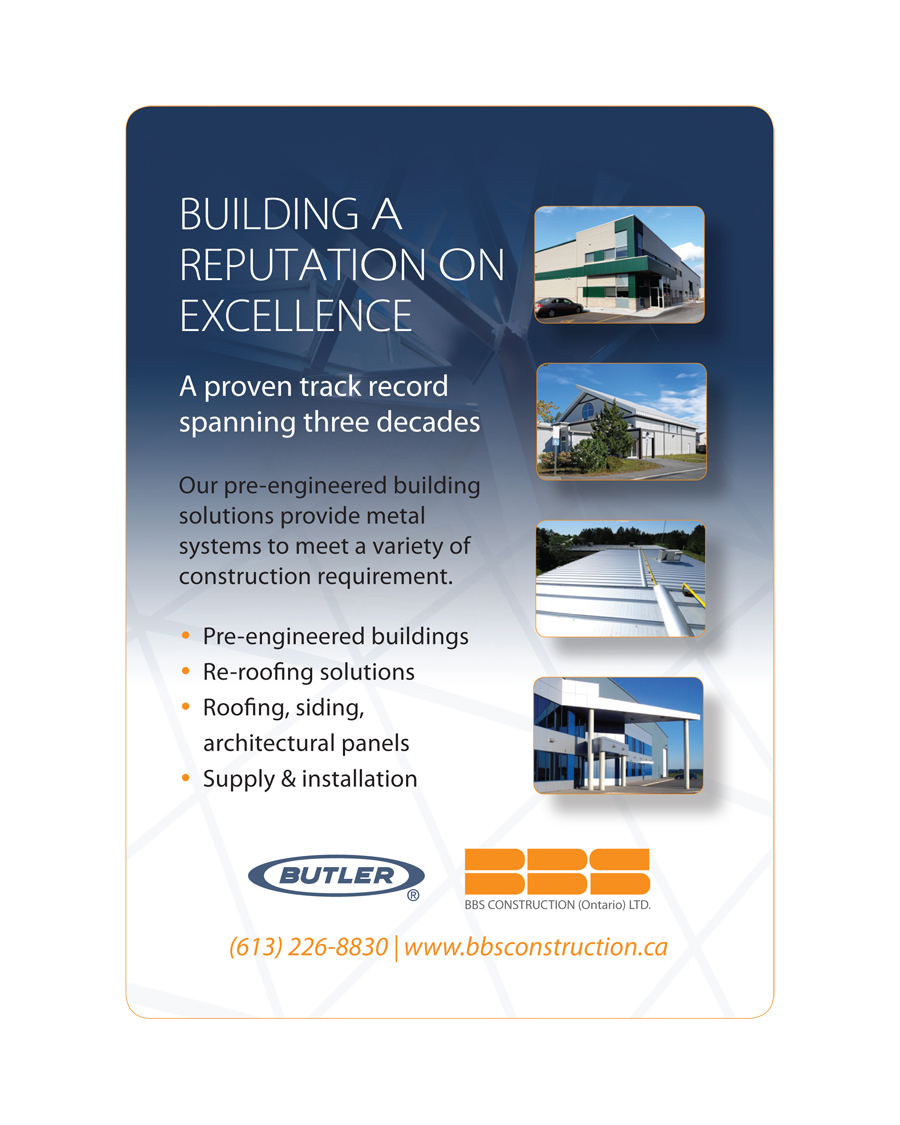 BUILDING A
REPUTATION ON
EXCELLENCE
A proven track record
spanning three decades
Our pre-engineered building
solutions provide metal
systems to meet a variety of
construction requirement.
• Pre-engineered buildings
• Re-roofing solutions
• Roofing, siding,
architectural panels
• Supply & installation
BUTLER®
BBS
BBS CONSTRUCTION (Ontario) LTD.
(613) 226-8830 | www.bbsconstruction.ca